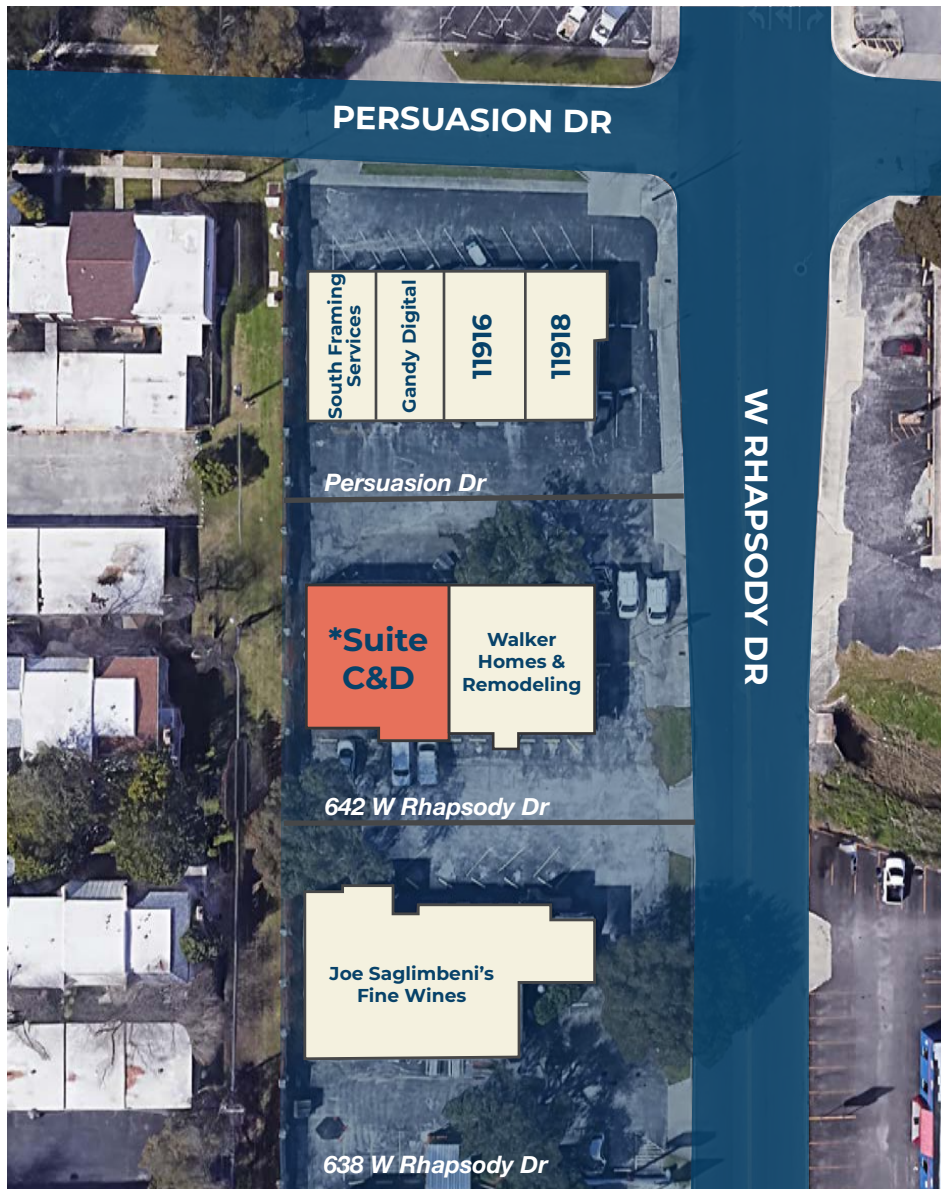 PERSUASION DR
South Framing
Services
Gandy Digital
11916
11918
W RHAPSODY DR
Persuasion Dr
*Suite
C&D
Walker
Homes &
Remodeling
642 W Rhapsody Dr
Joe Saglimbeni's
Fine Wines
638 W Rhapsody Dr